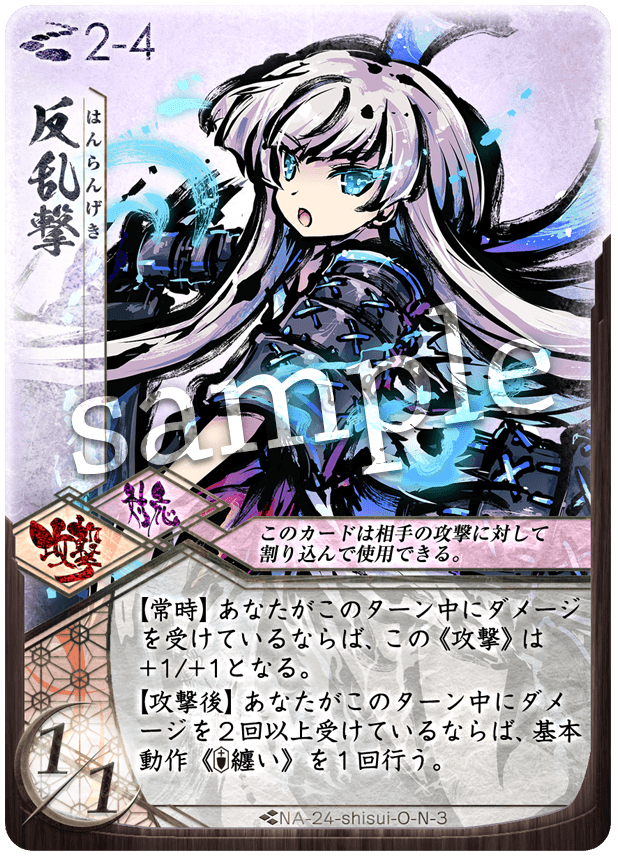 2-4
反乱撃
はんらんげき
sample
攻撃
対応
このカードは相手の攻撃に対して
割り込んで使用できる。
【常時】あなたがこのターン中にダメージ
を受けているならば、この《攻撃》は
+1/+1となる。
【攻撃後】あなたがこのターン中にダメ
ージを２回以上受けているならば、基本
動作《纏い》を１回行う。
1/1
NA-24-shisui-O-N-3